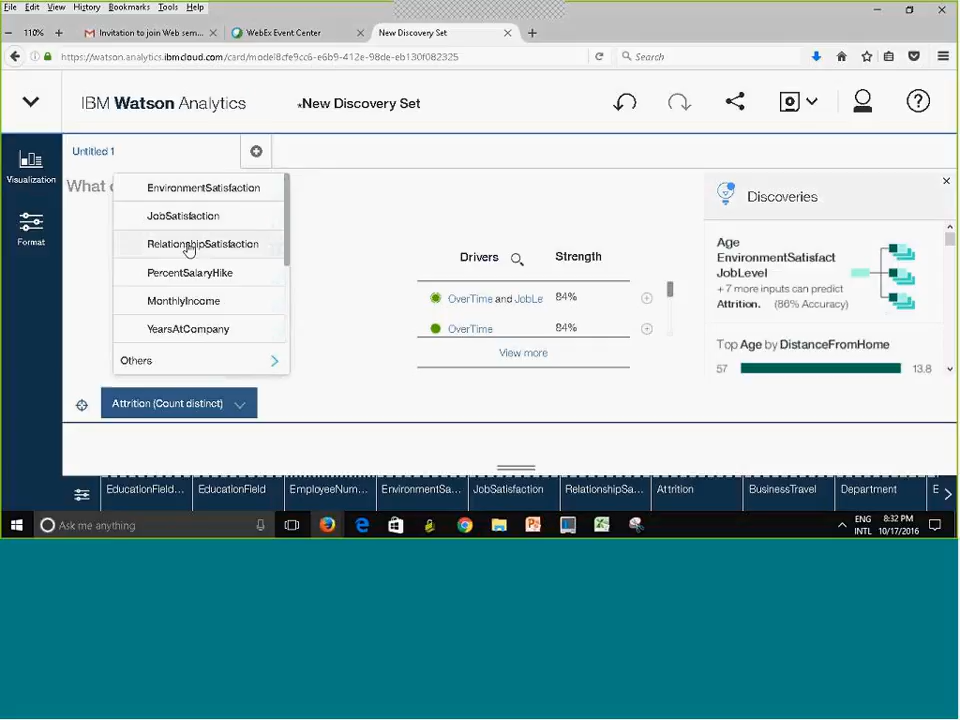 File Edit View History Bookmarks Tools Help
110% Invitation to join Web sem... WebEx Event Center New Discovery Set
https://watson.analytics.ibmcloud.com/card/model8cfe9cc6-e6b9-412e-98de-eb130f082325 Search
IBM Watson Analytics *New Discovery Set
Untitled 1
Visualization
Format
EnvironmentSatisfaction
JobSatisfaction
RelationshipSatisfaction
PercentSalaryHike
MonthlyIncome
YearsAtCompany
Others
Attrition (Count distinct)
What
Drivers Strength
OverTime and JobLe 84%
OverTime 84%
View more
Discoveries
Age
EnvironmentSatisfact
JobLevel
+ 7 more inputs can predict
Attrition. (86% Accuracy)
Top Age by DistanceFromHome
57 13.8
EducationField... EducationField EmployeeNum... EnvironmentSa... JobSatisfaction RelationshipSa... Attrition BusinessTravel Department E
Ask me anything
ENG 8:32 PM
INTL 10/17/2016